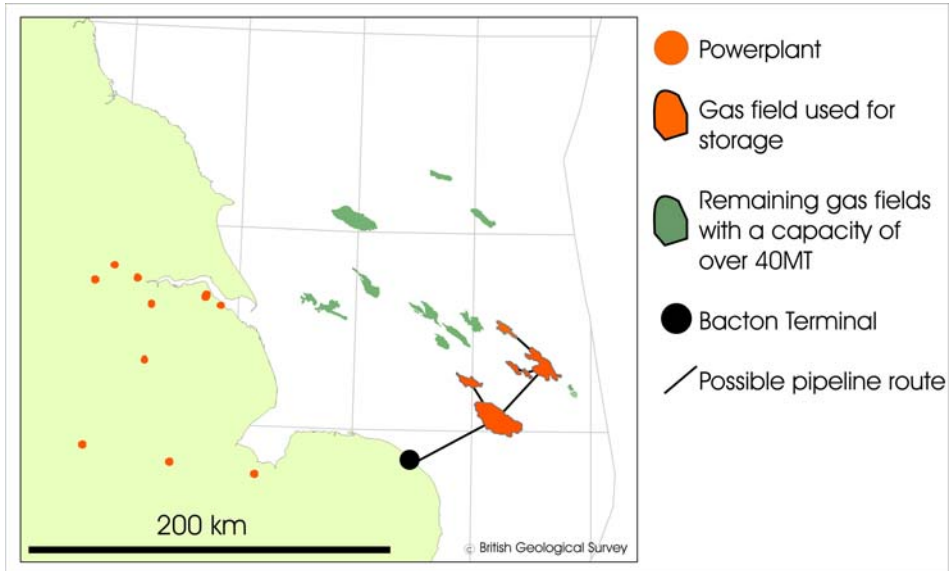 Powerplant
Gas field used for
storage
Remaining gas fields
with a capacity of
over 40MT
Bacton Terminal
Possible pipeline route
200 km
© British Geological Survey